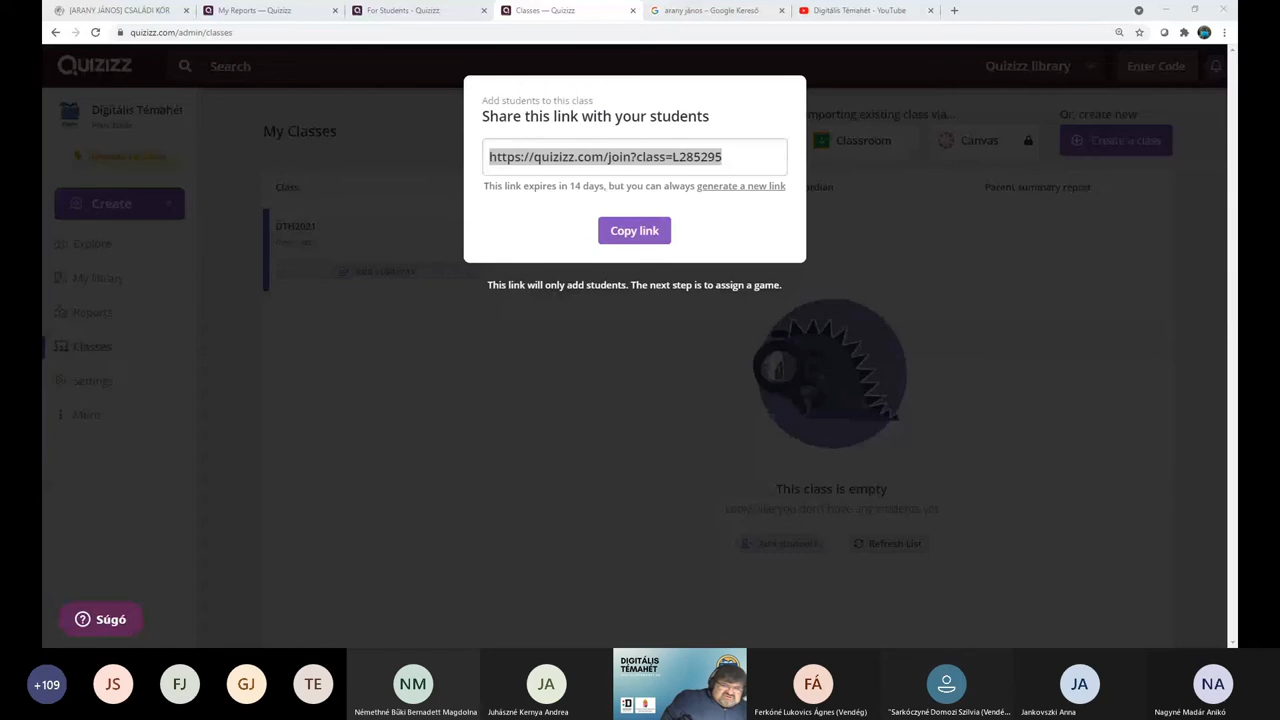 [ARANY JÁNOS] CSALÁDI KÖR
My Reports — Quizizz
For Students - Quizizz
Classes — Quizizz
arany jános – Google Kereső
Digitális Témahét - YouTube
quizizz.com/admin/classes
QUIZIZZ
Search
Quizizz library
Enter Code
Digitális Témahét
Add students to this class
Share this link with your students
https://quizizz.com/join?class=L285295
This link expires in 14 days, but you can always generate a new link
Copy link
This link will only add students. The next step is to assign a game.
My Classes
mporting existing class via...
Or, create new
Classroom
Canvas
Create a class
Class
rdian
Parent summary report
DTH2021
Create
Explore
My library
Reports
Classes
Settings
More
This class is empty
Refresh List
Súgó
+109
JS
FJ
GJ
TE
NM
Némethné Büki Bernadett Magdolna
JA
Juhászné Kernya Andrea
DIGITÁLIS
TÉMAHÉT
FÁ
Ferkóné Lukovics Ágnes (Vendég)
"Sarkóczyné Domozi Szilvia (Vendé...
JA
Jankovszki Anna
NA
Nagyné Madár Anikó